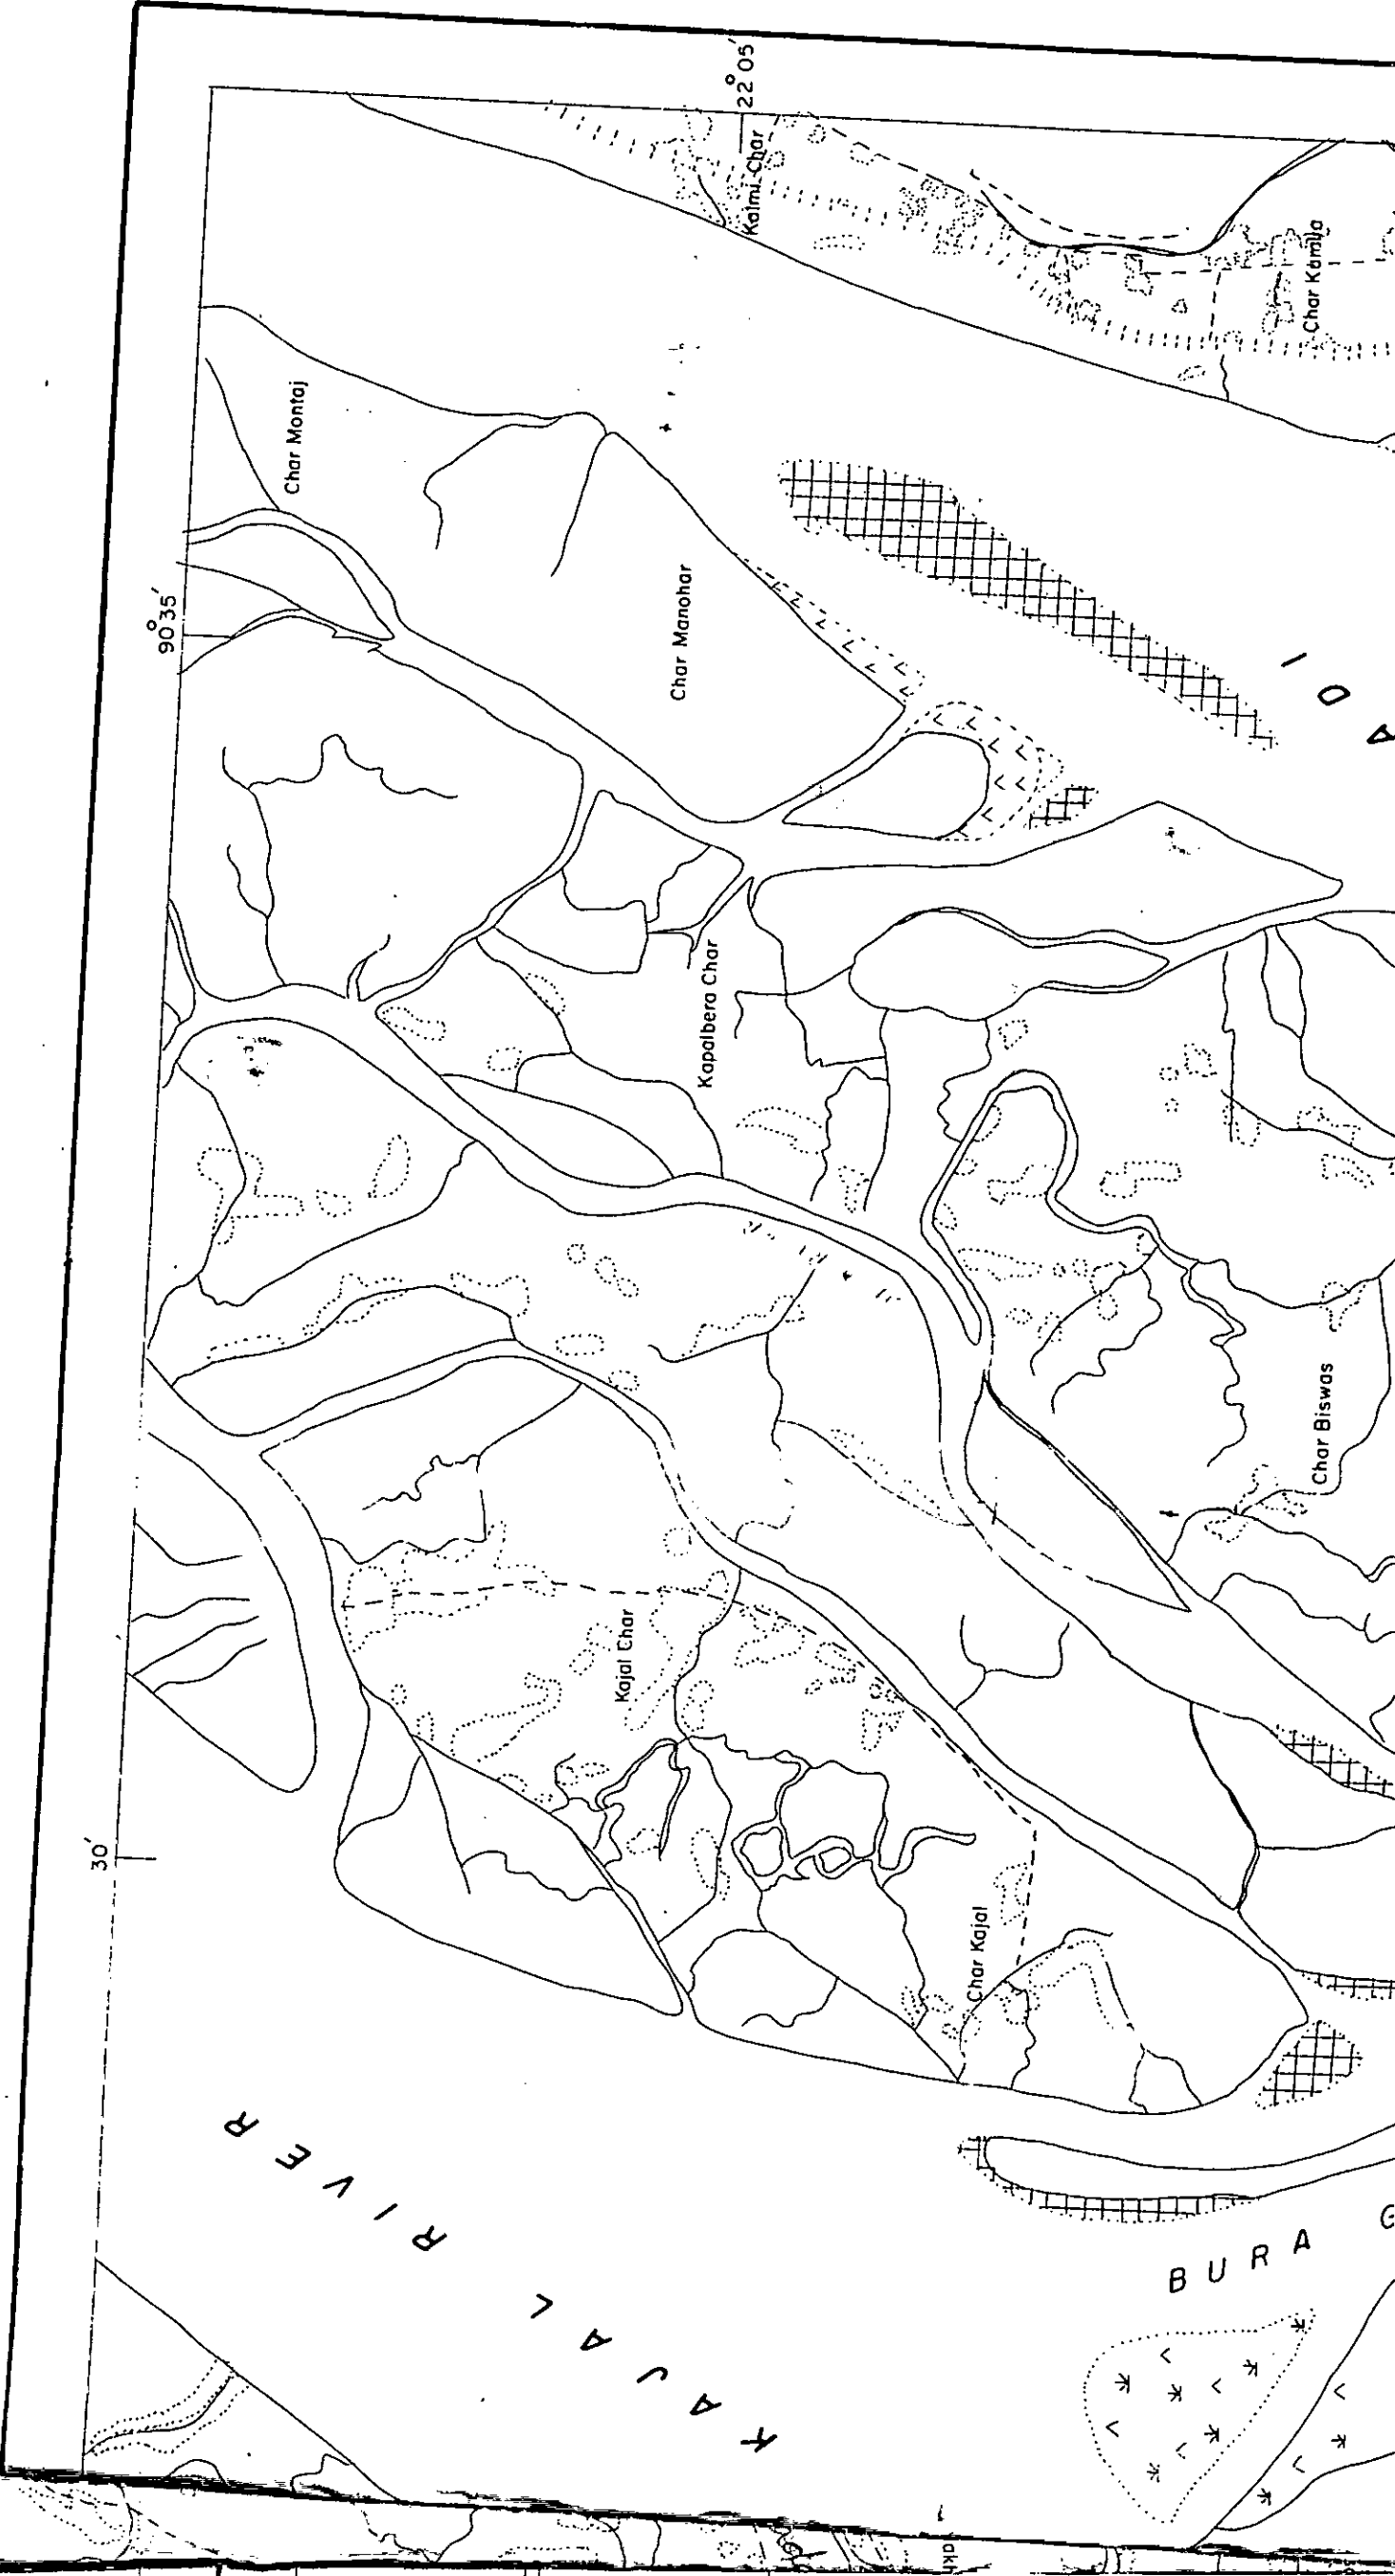 22°05′
Kalmi Char
Char Kamila
Char Montaj
90°35′
Char Manohar
A D I
Kapalbera Char
Char Biswas
Kajal Char
30′
Char Kajal
KAJAL RIVER
BURA G